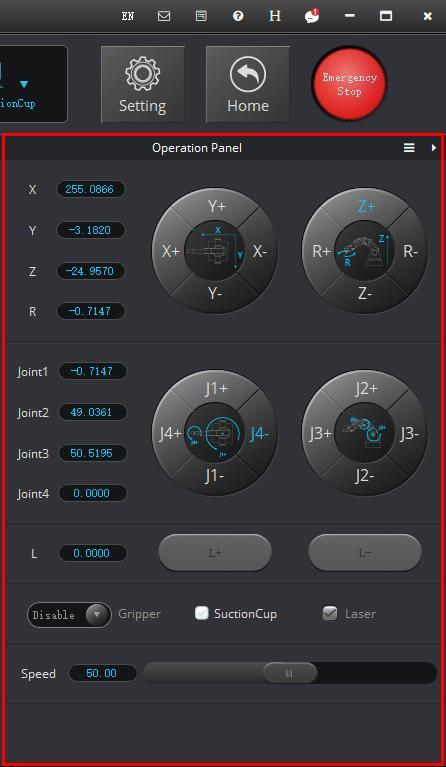 EN H
ionCup Setting Home Emergency
Stop
Operation Panel
X 255.0866
Y -3.1820
Z -24.9570
R -0.7147
Y+
X+ X Y X-
Y-
Z+
R+ Z R R-
Z-
Joint1 -0.7147
Joint2 49.0361
Joint3 50.5195
Joint4 0.0000
J1+
J4+ J4-
J1-
J2+
J3+ J3-
J2-
L 0.0000 L+ L-
Disable Gripper SuctionCup Laser
Speed 50.00